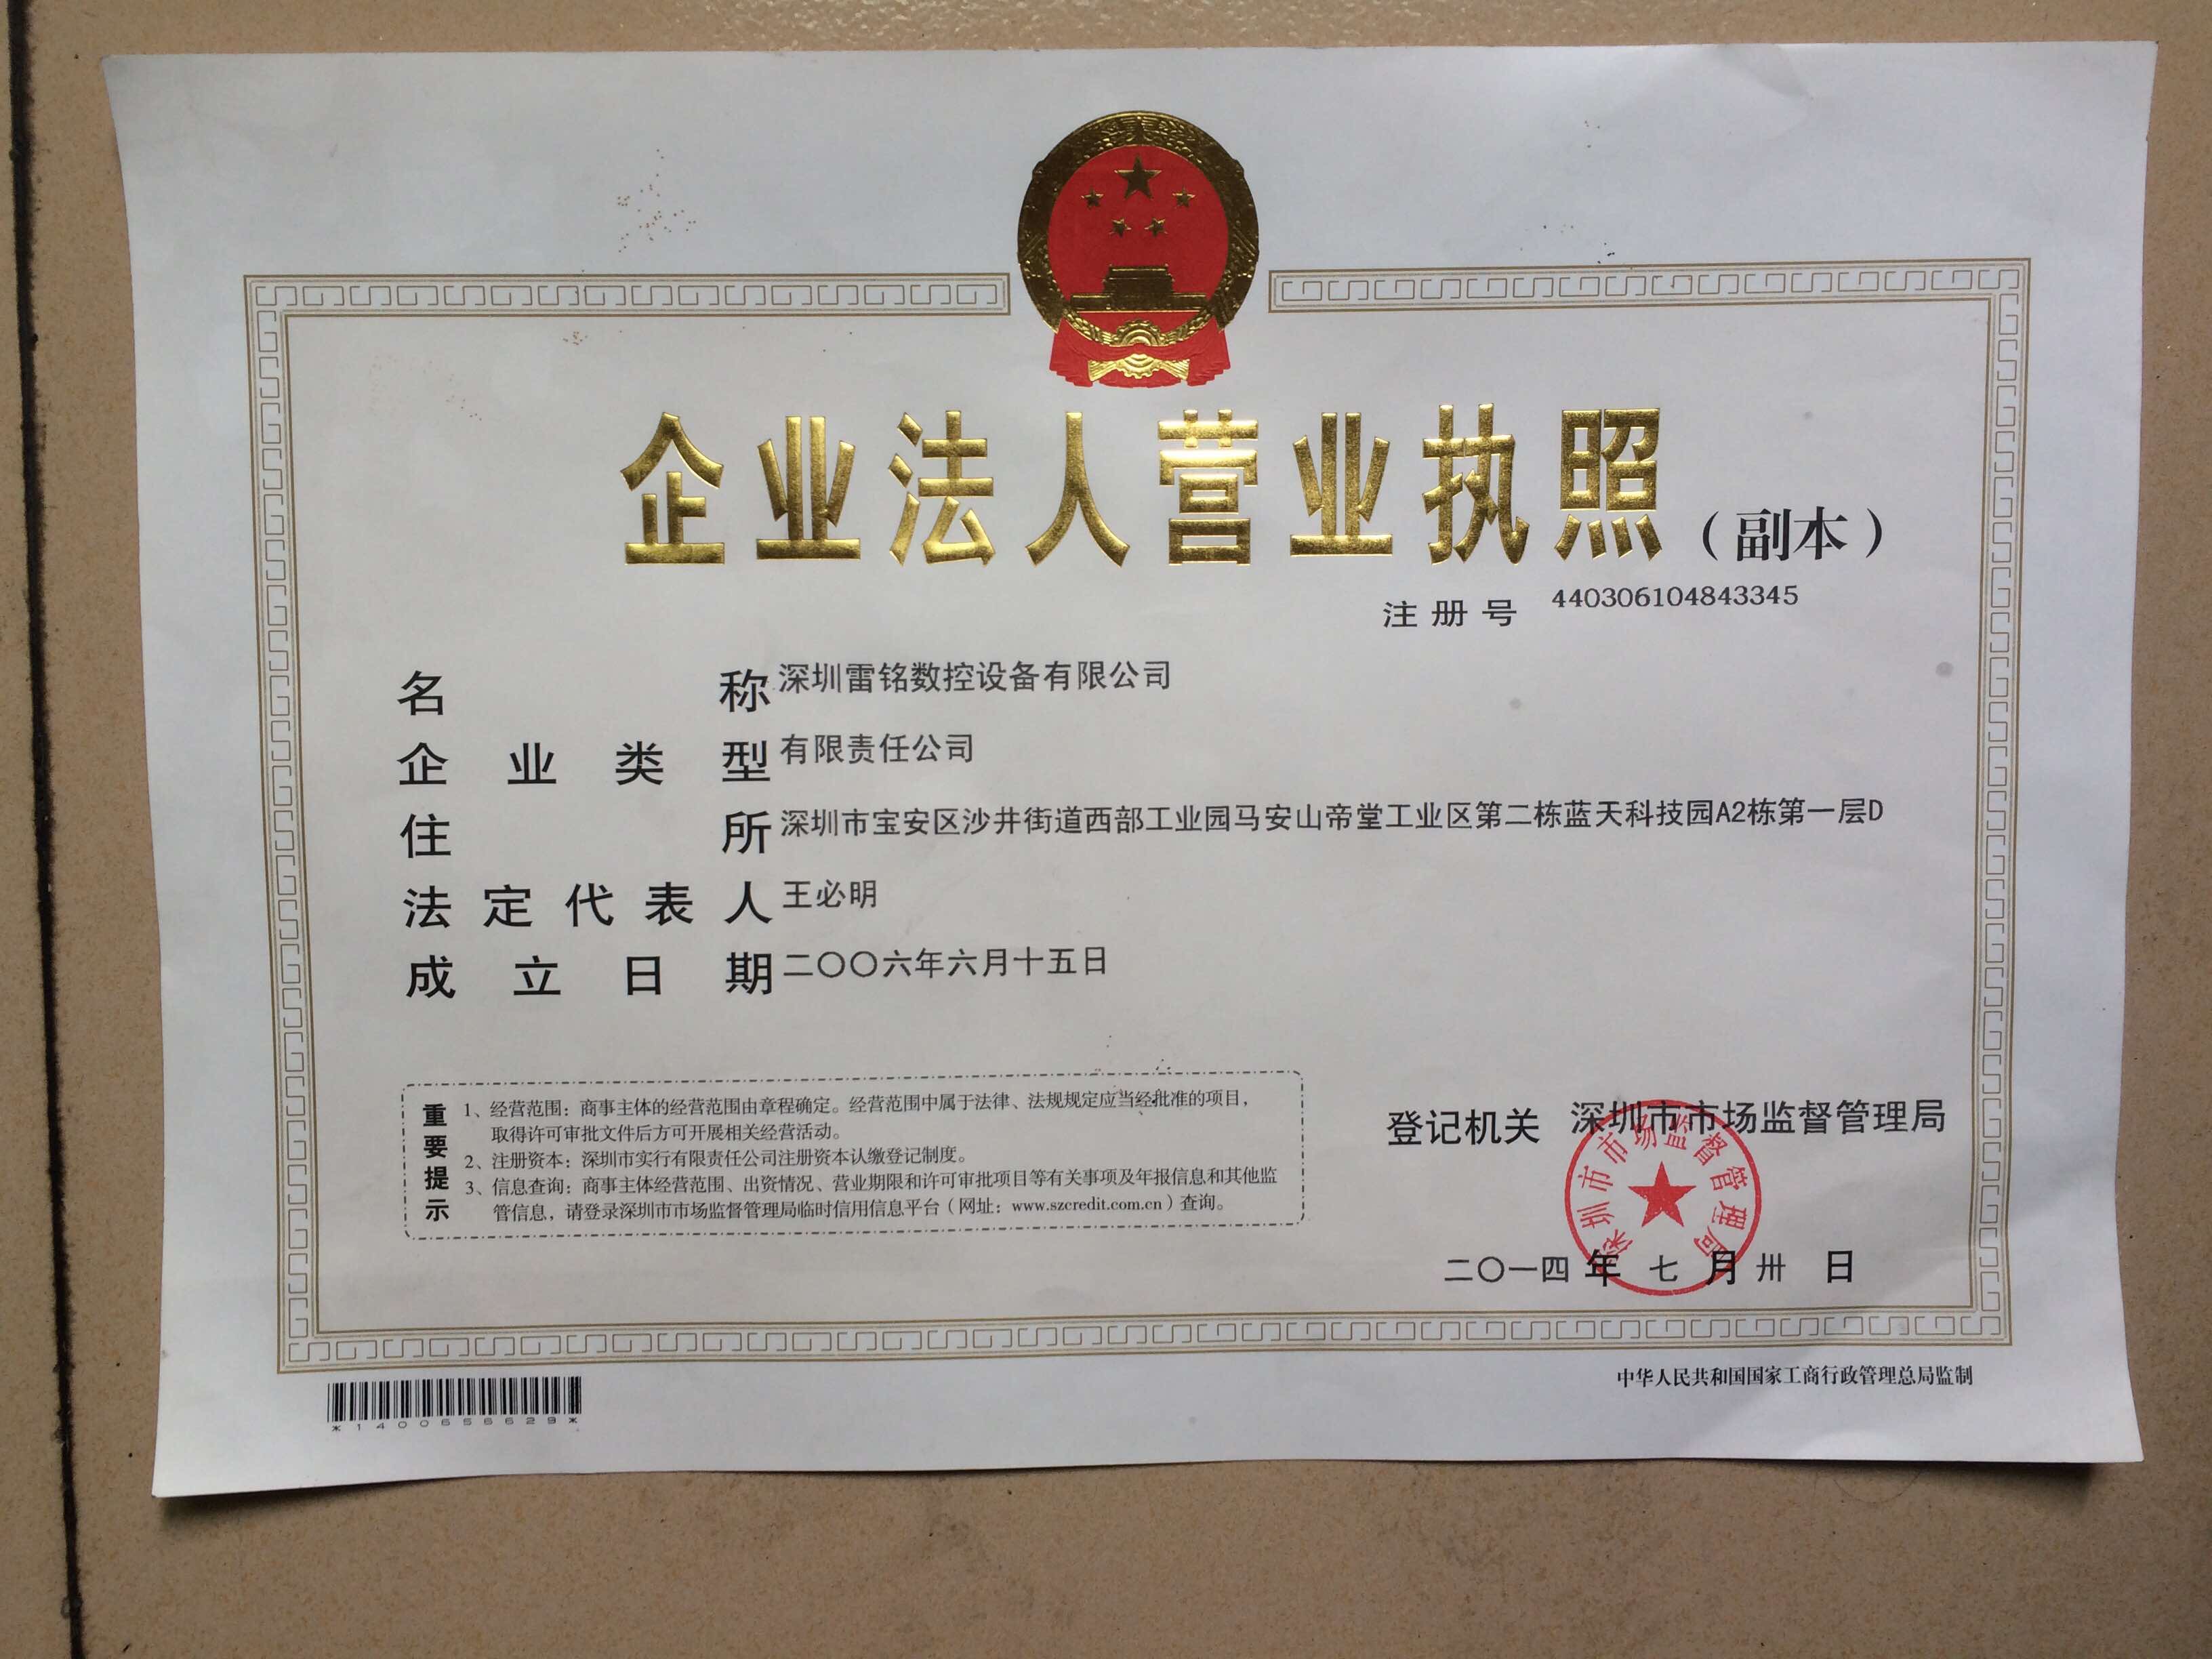 企业法人营业执照(副本)
注册号 440306104843345
名称 深圳雷铭数控设备有限公司
企业类型 有限责任公司
住所 深圳市宝安区沙井街道西部工业园马安山帝堂工业区第二栋蓝天科技园A2栋第一层D
法定代表人 王必明
成立日期 二〇〇六年六月十五日
重要提示
1、经营范围：商事主体的经营范围由章程确定。经营范围中属于法律、法规规定应当经批准的项目，
取得许可审批文件后方可开展相关经营活动。
2、注册资本：深圳市实行有限责任公司注册资本认缴登记制度。
3、信息查询：商事主体经营范围、出资情况、营业期限和许可审批项目等有关事项及年报信息和其他监
管信息，请登录深圳市市场监督管理局临时信用信息平台（网址：www.szcredit.com.cn）查询。
登记机关 深圳市市场监督管理局
深圳市市场监督管理局
二〇一四年七月卅日
中华人民共和国国家工商行政管理总局监制
*1400656629*